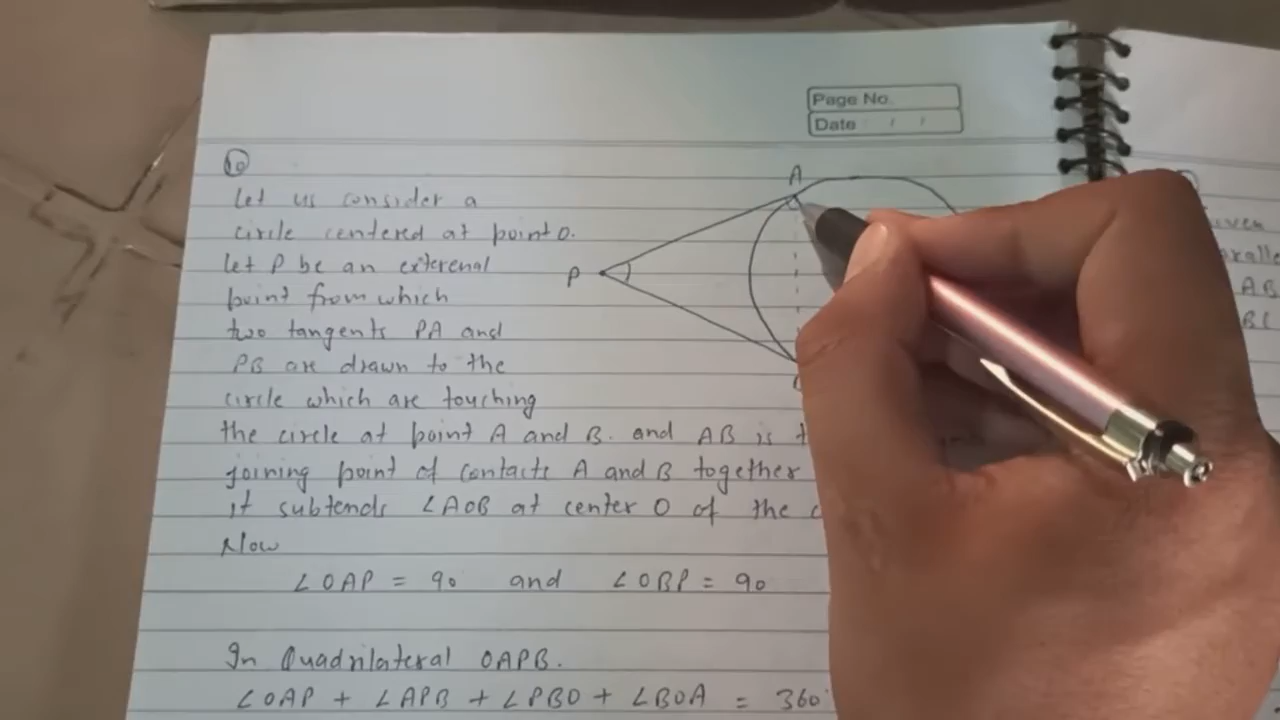 Page No.
Date / /
10
Let us consider a
circle centered at point O.
Let P be an exterenal
point from which
two tangents PA and
PB are drawn to the
circle which are touching
the circle at point A and B. and AB is
joining point of contacts A and B together
it subtends ∠AOB at center O of the
Now
∠OAP = 90 and ∠OBP = 90
In Quadrilateral OAPB.
∠OAP + ∠APB + ∠PBO + ∠BOA = 360°
A
P
AB